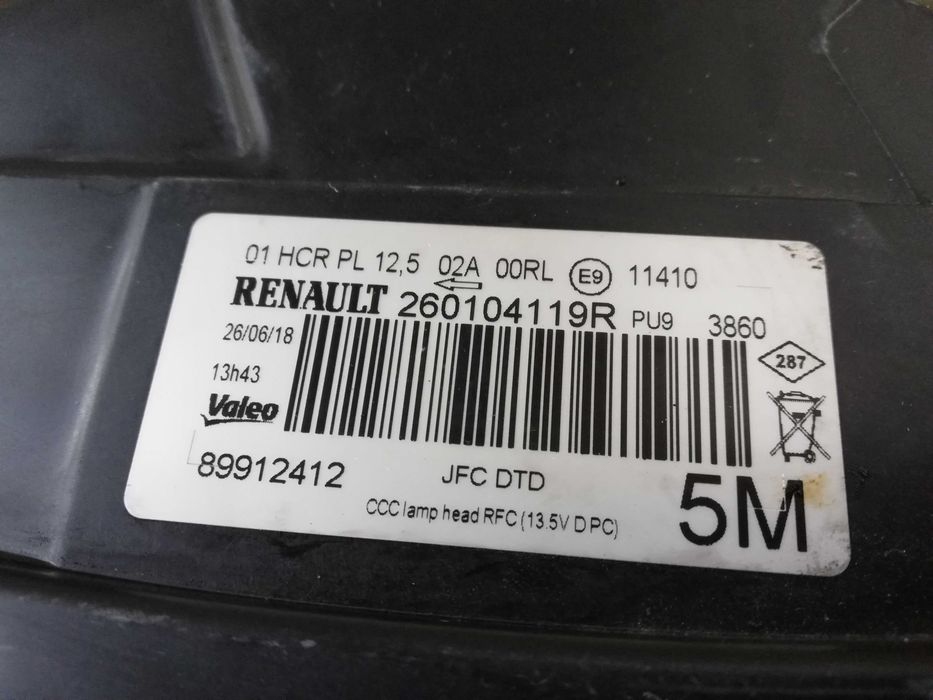 01 HCR PL 12,5 02A 00RL E9 11410
RENAULT 260104119R PU9 3860
26/06/18
287
13h43
Valeo
89912412 JFC DTD 5M
CCC lamp head RFC (13.5V D PC)